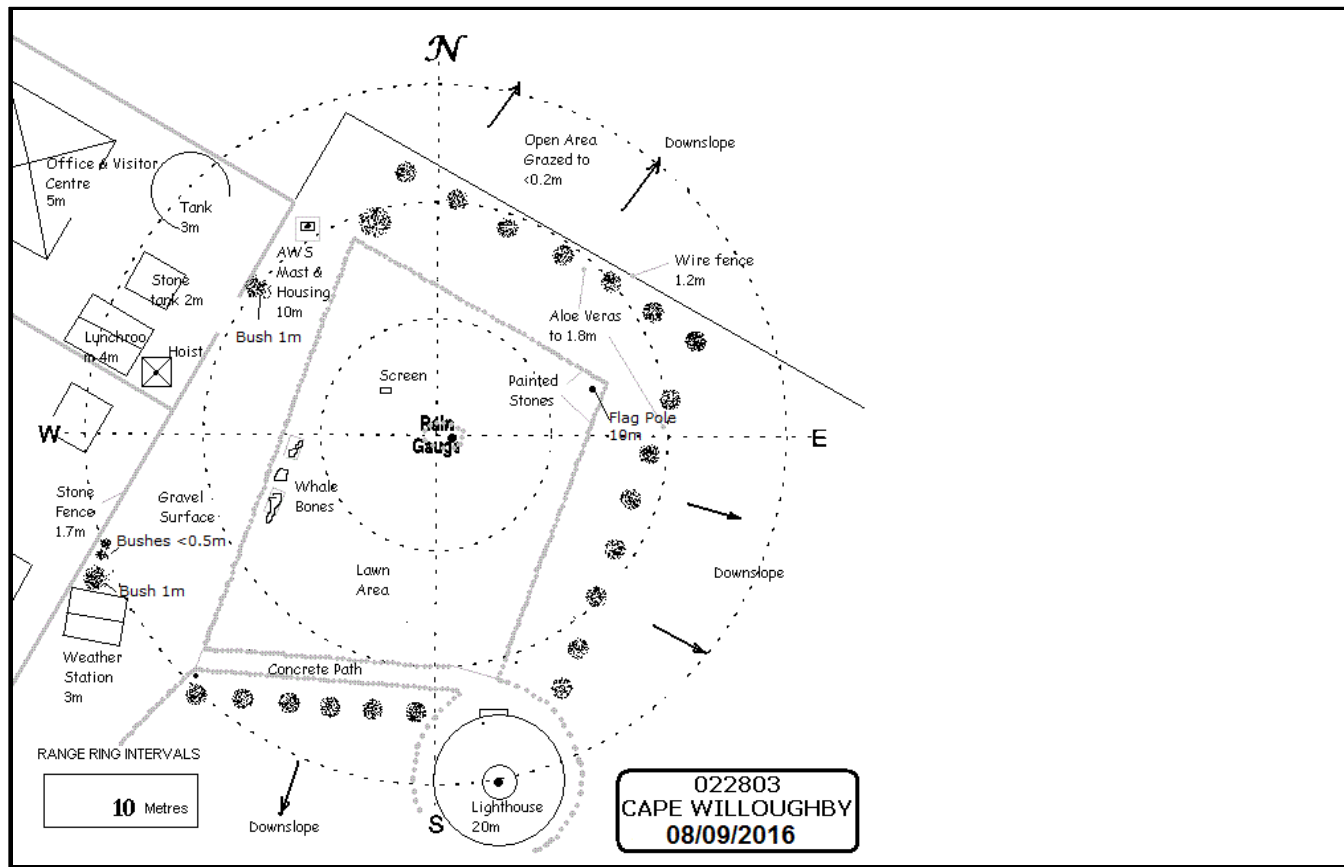 N
Open Area
Grazed to
<0.2m
Downslope
Office & Visitor
Centre
5m
Tank
3m
AWS
Mast &
Housing
10m
Wire fence
1.2m
Stone
tank 2m
Aloe Veras
to 1.8m
Bush 1m
Lunchroo
m 4m
Hoist
Screen
Painted
Stones
Flag Pole
19m
W
Rain
Gauge
E
Stone
Fence
1.7m
Gravel
Surface
Whale
Bones
Bushes <0.5m
Bush 1m
Lawn
Area
Downslope
Weather
Station
3m
Concrete Path
RANGE RING INTERVALS
10 Metres
Downslope
S
Lighthouse
20m
022803
CAPE WILLOUGHBY
08/09/2016